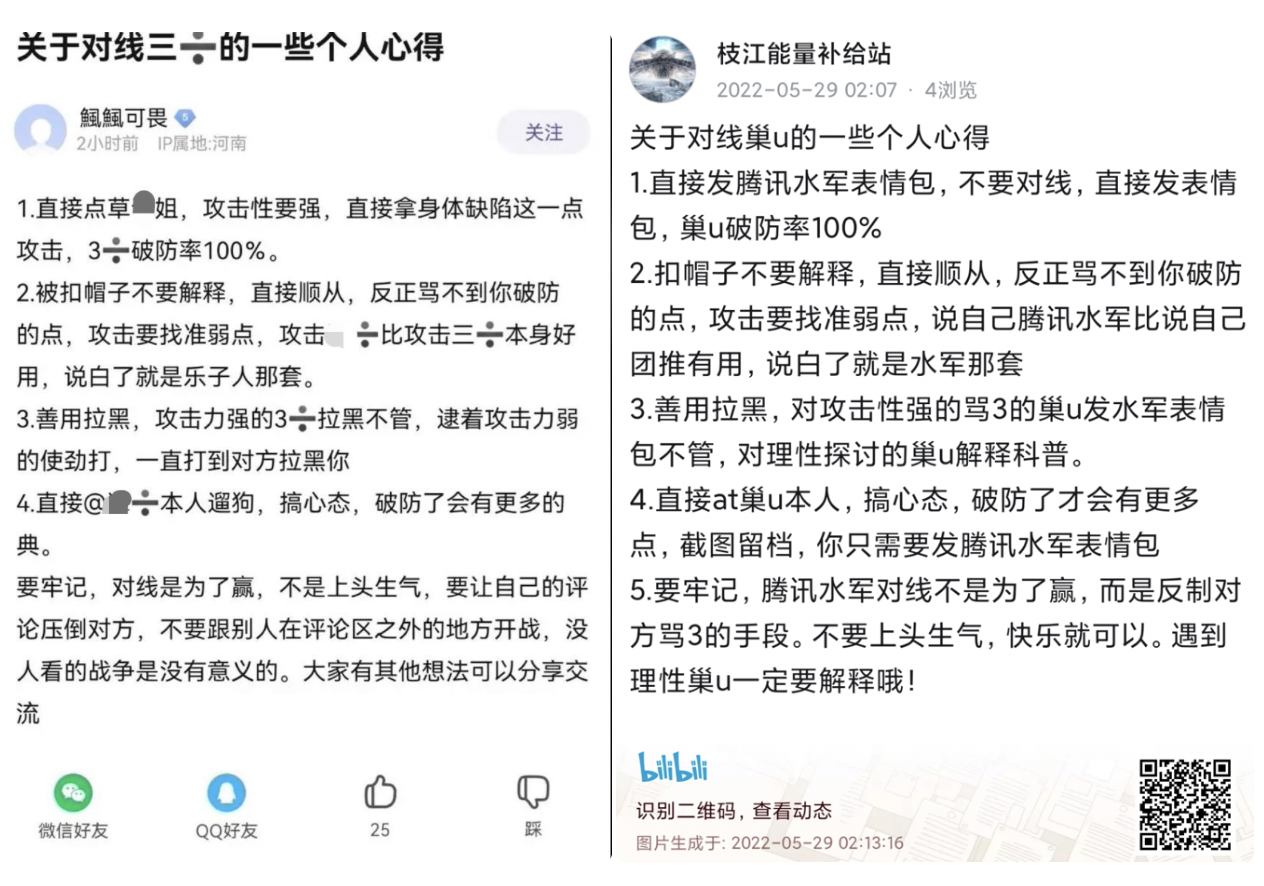 关于对线三➗的一些个人心得
颿颿可畏
2小时前 IP属地:河南
关注
1.直接点草 姐，攻击性要强，直接拿身体缺陷这一点
攻击，3➗破防率100%。
2.被扣帽子不要解释，直接顺从，反正骂不到你破防
的点，攻击要找准弱点，攻击 ➗比攻击三➗本身好
用，说白了就是乐子人那套。
3.善用拉黑，攻击力强的3➗拉黑不管，逮着攻击力弱
的使劲打，一直打到对方拉黑你
4.直接@ ➗本人遛狗，搞心态，破防了会有更多的
典。
要牢记，对线是为了赢，不是上头生气，要让自己的评
论压倒对方，不要跟别人在评论区之外的地方开战，没
人看的战争是没有意义的。大家有其他想法可以分享交
流
微信好友
QQ好友
25
踩
枝江能量补给站
2022-05-29 02:07 · 4浏览
关于对线巢u的一些个人心得
1.直接发腾讯水军表情包，不要对线，直接发表情
包，巢u破防率100%
2.扣帽子不要解释，直接顺从，反正骂不到你破防
的点，攻击要找准弱点，说自己腾讯水军比说自己
团推有用，说白了就是水军那套
3.善用拉黑，对攻击性强的骂3的巢u发水军表情
包不管，对理性探讨的巢u解释科普。
4.直接at巢u本人，搞心态，破防了才会有更多
点，截图留档，你只需要发腾讯水军表情包
5.要牢记，腾讯水军对线不是为了赢，而是反制对
方骂3的手段。不要上头生气，快乐就可以。遇到
理性巢u一定要解释哦！
bilibili
识别二维码，查看动态
图片生成于: 2022-05-29 02:13:16